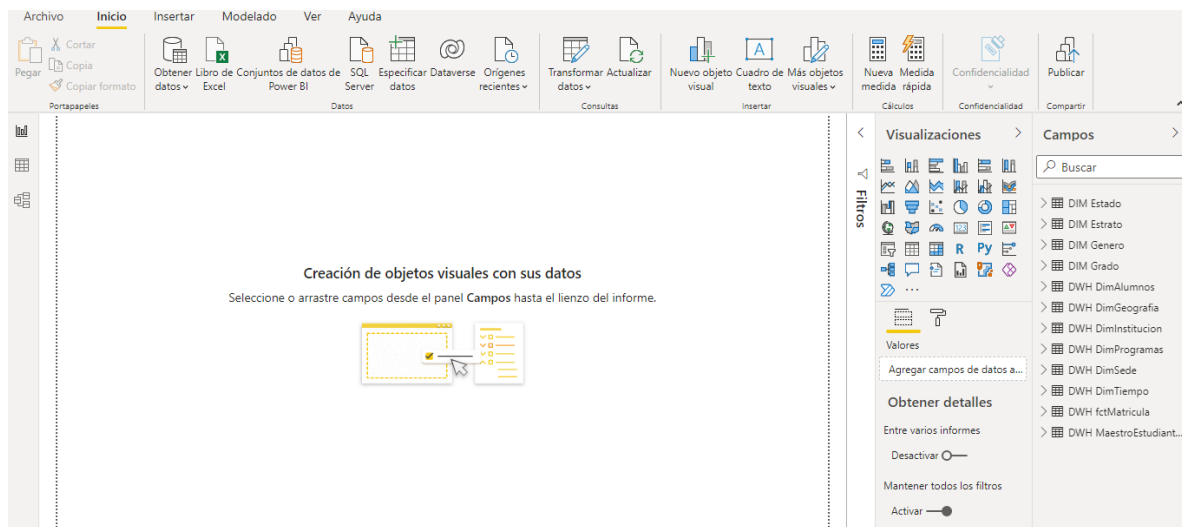 Archivo Inicio Insertar Modelado Ver Ayuda
Pegar
Cortar
Copia
Copiar formato
Portapapeles
Obtener datos
Libro de Excel
Conjuntos de datos de Power BI
SQL Server
Especificar datos
Dataverse
Orígenes recientes
Datos
Transformar datos
Actualizar
Consultas
Nuevo objeto visual
Cuadro de texto
Más objetos visuales
Insertar
Nueva medida
Medida rápida
Cálculos
Confidencialidad
Confidencialidad
Publicar
Compartir
Creación de objetos visuales con sus datos
Seleccione o arrastre campos desde el panel Campos hasta el lienzo del informe.
Filtros
Visualizaciones
123
R Py
Valores
Agregar campos de datos a...
Obtener detalles
Entre varios informes
Desactivar
Mantener todos los filtros
Activar
Campos
Buscar
DIM Estado
DIM Estrato
DIM Genero
DIM Grado
DWH DimAlumnos
DWH DimGeografia
DWH DimInstitucion
DWH DimProgramas
DWH DimSede
DWH DimTiempo
DWH fctMatricula
DWH MaestroEstudiant...